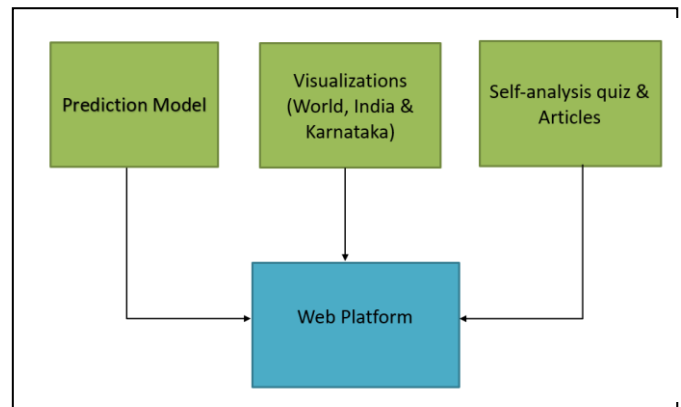 Prediction Model
Visualizations
(World, India &
Karnataka)
Self-analysis quiz &
Articles
Web Platform